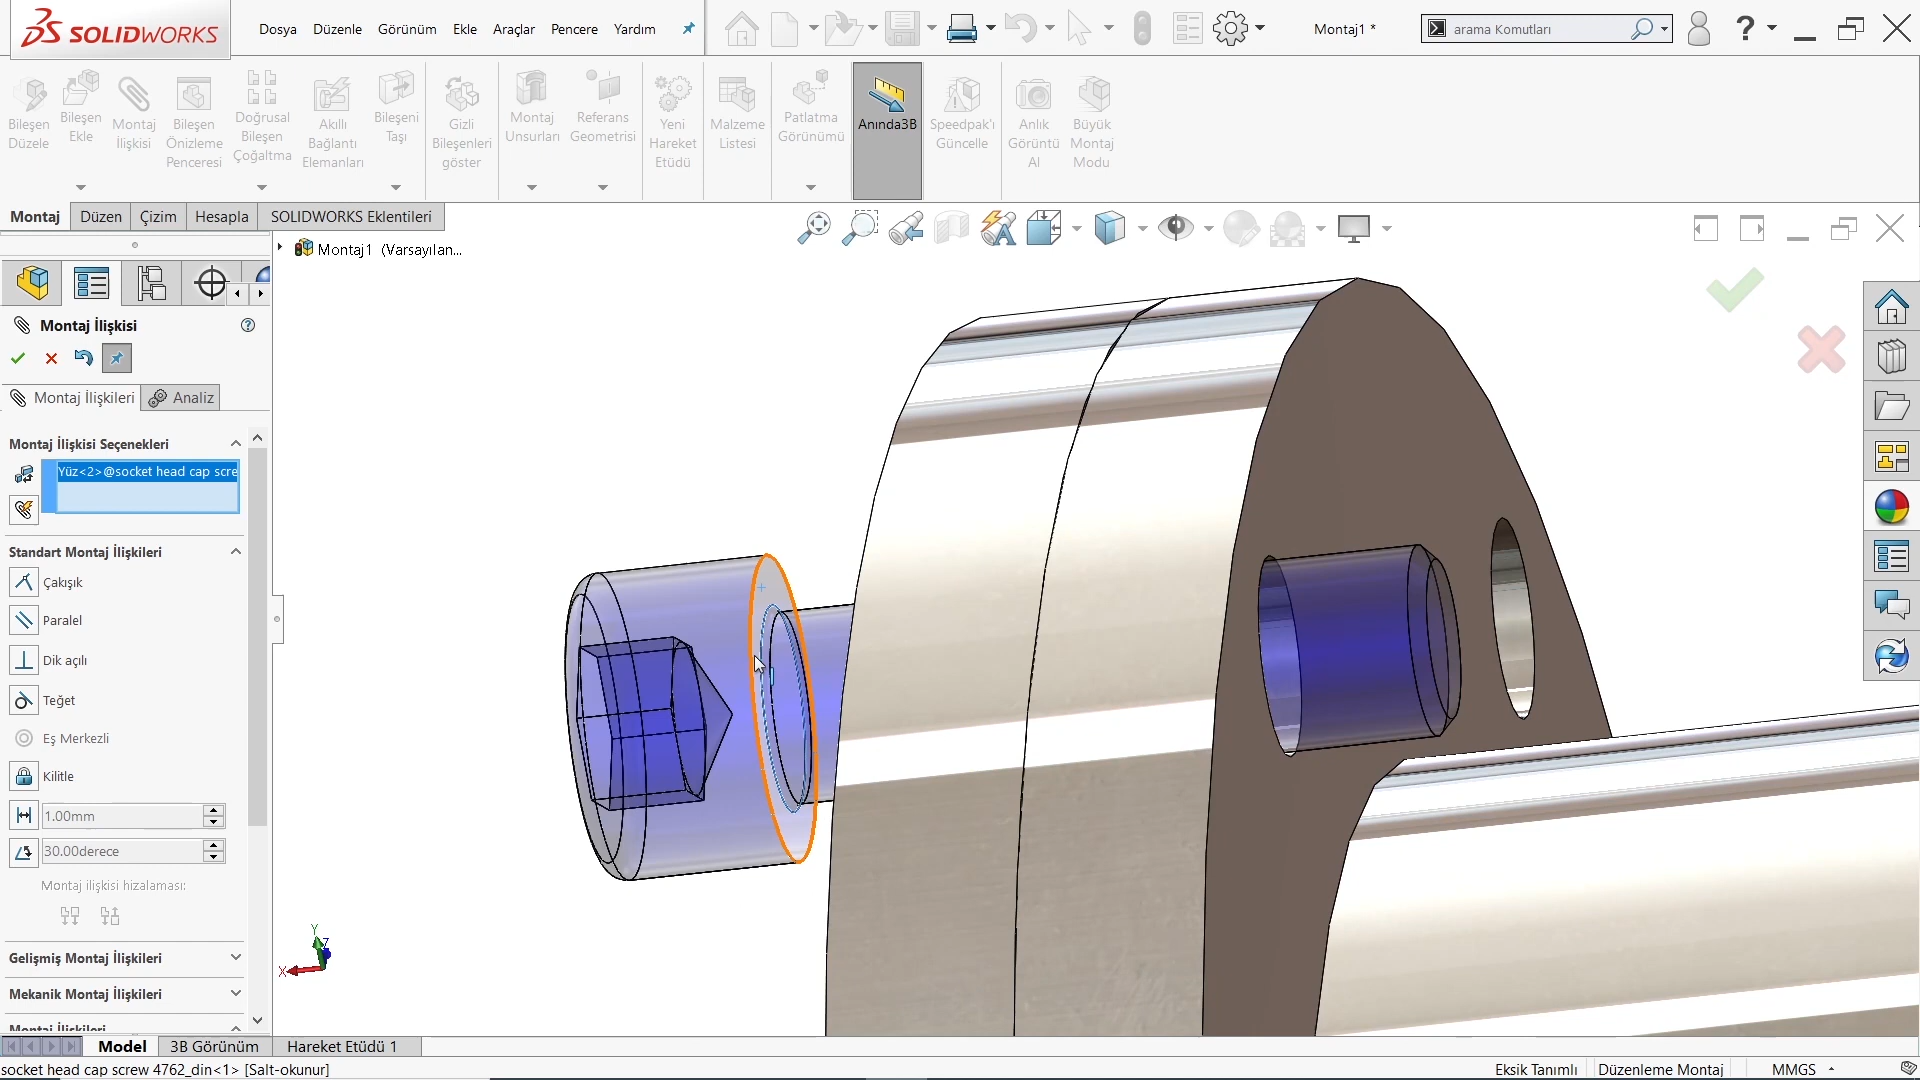 SOLIDWORKS
Dosya Düzenle Görünüm Ekle Araçlar Pencere Yardım
Montaj1 *
arama Komutları
Bileşen Düzele
Bileşen Ekle
Montaj İlişkisi
Bileşen Önizleme Penceresi
Doğrusal Bileşen Çoğaltma
Akıllı Bağlantı Elemanları
Bileşeni Taşı
Gizli Bileşenleri göster
Montaj Unsurları
Referans Geometrisi
Yeni Hareket Etüdü
Malzeme Listesi
Patlatma Görünümü
Anında3B
Speedpak'ı Güncelle
Anlık Görüntü Al
Büyük Montaj Modu
Montaj Düzen Çizim Hesapla SOLIDWORKS Eklentileri
Montaj1 (Varsayılan...
Montaj İlişkisi
Montaj İlişkileri Analiz
Montaj İlişkisi Seçenekleri
Yüz<2>@socket head cap scre
Standart Montaj İlişkileri
Çakışık
Paralel
Dik açılı
Teğet
Eş Merkezli
Kilitle
1.00mm
30.00derece
Montaj ilişkisi hizalaması:
Gelişmiş Montaj İlişkileri
Mekanik Montaj İlişkileri
Montaj İlişkileri
Y
Z
X
Model 3B Görünüm Hareket Etüdü 1
socket head cap screw 4762_din<1> [Salt-okunur]
Eksik Tanımlı Düzenleme Montaj MMGS